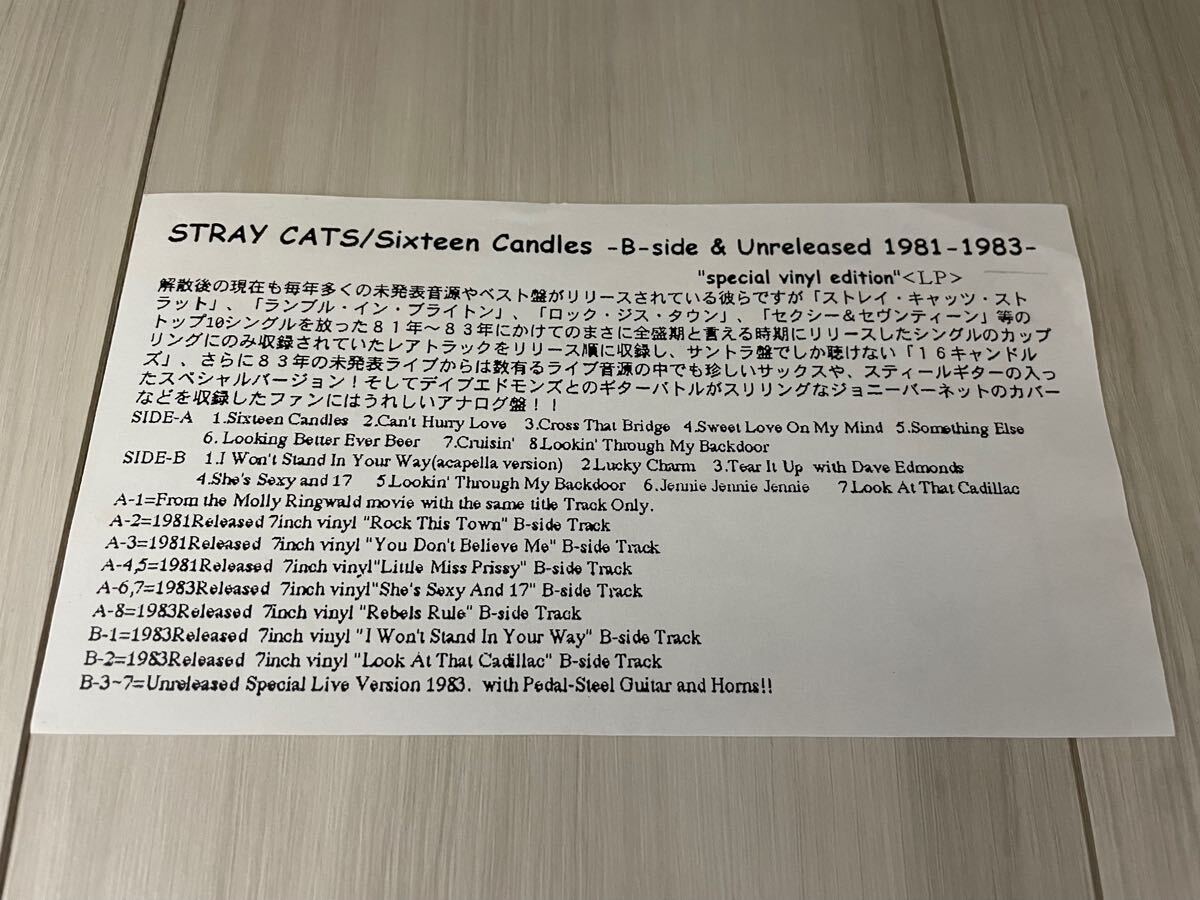 STRAY CATS/Sixteen Candles -B-side & Unreleased 1981-1983-
"special vinyl edition"<LP>
解散後の現在も毎年多くの未発表音源やベスト盤がリリースされている彼らですが「ストレイ・キャッツ・スト
ラット」、「ランブル・イン・ブライトン」、「ロック・ジス・タウン」、「セクシー&セヴンティーン」等の
トップ10シングルを放った８１年〜８３年にかけてのまさに全盛期と言える時期にリリースしたシングルのカップ
リングにのみ収録されていたレアトラックをリリース順に収録し、サントラ盤でしか聴けない「１６キャンドル
ズ」、さらに８３年の未発表ライブからは数有るライブ音源の中でも珍しいサックスや、スティールギターの入っ
たスペシャルバージョン！そしてデイブエドモンズとのギターバトルがスリリングなジョニーバーネットのカバー
などを収録したファンにはうれしいアナログ盤！！
SIDE-A 1.Sixteen Candles 2.Can't Hurry Love 3.Cross That Bridge 4.Sweet Love On My Mind 5.Something Else
6. Looking Better Ever Beer 7.Cruisin' 8.Lookin' Through My Backdoor
SIDE-B 1.I Won't Stand In Your Way(acapella version) 2.Lucky Charm 3.Tear It Up with Dave Edmonds
4.She's Sexy and 17 5.Lookin' Through My Backdoor 6.Jennie Jennie Jennie 7.Look At That Cadillac
A-1=From the Molly Ringwald movie with the same title Track Only.
A-2=1981Released 7inch vinyl "Rock This Town" B-side Track
A-3=1981Released 7inch vinyl "You Don't Believe Me" B-side Track
A-4,5=1981Released 7inch vinyl"Little Miss Prissy" B-side Track
A-6,7=1983Released 7inch vinyl"She's Sexy And 17" B-side Track
A-8=1983Released 7inch vinyl "Rebels Rule" B-side Track
B-1=1983Released 7inch vinyl "I Won't Stand In Your Way" B-side Track
B-2=1983Released 7inch vinyl "Look At That Cadillac" B-side Track
B-3~7=Unreleased Special Live Version 1983. with Pedal-Steel Guitar and Horns!!